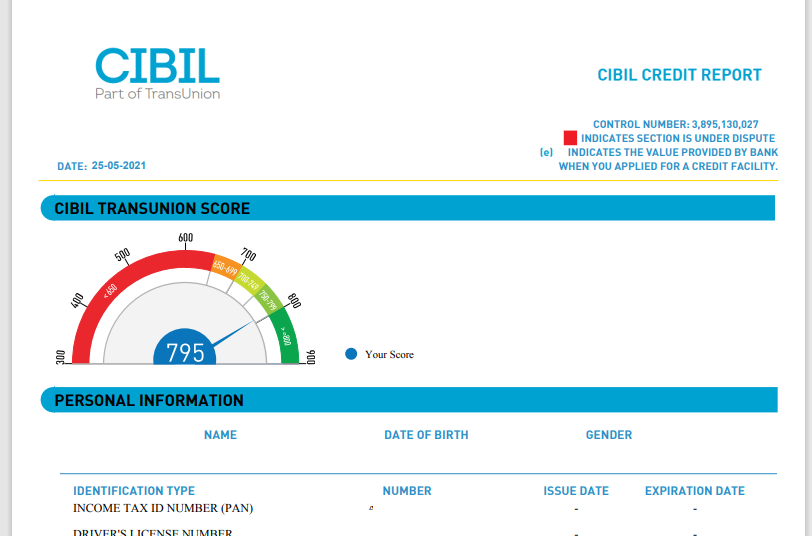 CIBIL
Part of TransUnion
CIBIL CREDIT REPORT
CONTROL NUMBER: 3,895,130,027
INDICATES SECTION IS UNDER DISPUTE
(e) INDICATES THE VALUE PROVIDED BY BANK
WHEN YOU APPLIED FOR A CREDIT FACILITY.
DATE: 25-05-2021
CIBIL TRANSUNION SCORE
300
400
500
600
700
800
900
<650
650-699
700-749
750-799
>=800
795
Your Score
PERSONAL INFORMATION
NAME DATE OF BIRTH GENDER
IDENTIFICATION TYPE NUMBER ISSUE DATE EXPIRATION DATE
INCOME TAX ID NUMBER (PAN) - -
DRIVER'S LICENSE NUMBER - -